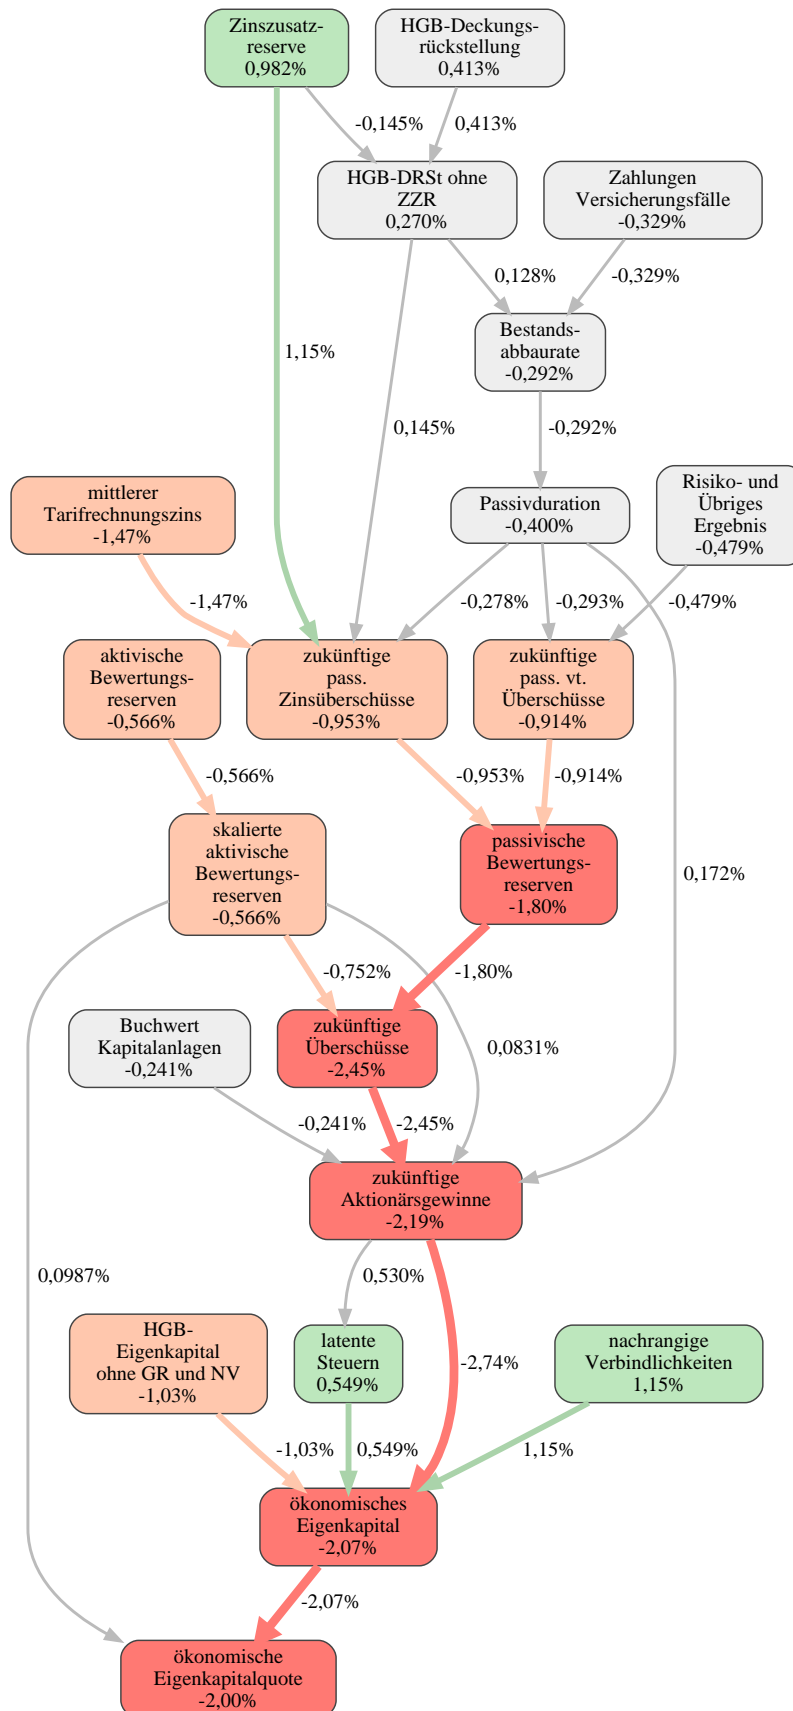 Zinszusatz-
reserve
0,982%
HGB-Deckungs-
rückstellung
0,413%
-0,145%
0,413%
HGB-DRSt ohne
ZZR
0,270%
Zahlungen
Versicherungsfälle
-0,329%
0,128%
-0,329%
1,15%
Bestands-
abbaurate
-0,292%
0,145%
-0,292%
mittlerer
Tarifrechnungszins
-1,47%
Passivduration
-0,400%
Risiko- und
Übriges
Ergebnis
-0,479%
-1,47%
-0,278%
-0,293%
-0,479%
aktivische
Bewertungs-
reserven
-0,566%
zukünftige
pass.
Zinsüberschüsse
-0,953%
zukünftige
pass. vt.
Überschüsse
-0,914%
-0,566%
-0,953%
-0,914%
skalierte
aktivische
Bewertungs-
reserven
-0,566%
passivische
Bewertungs-
reserven
-1,80%
0,172%
-0,752%
-1,80%
Buchwert
Kapitalanlagen
-0,241%
zukünftige
Überschüsse
-2,45%
0,0831%
-0,241%
-2,45%
zukünftige
Aktionärsgewinne
-2,19%
0,0987%
0,530%
HGB-
Eigenkapital
ohne GR und NV
-1,03%
latente
Steuern
0,549%
-2,74%
nachrangige
Verbindlichkeiten
1,15%
-1,03%
0,549%
1,15%
ökonomisches
Eigenkapital
-2,07%
-2,07%
ökonomische
Eigenkapitalquote
-2,00%